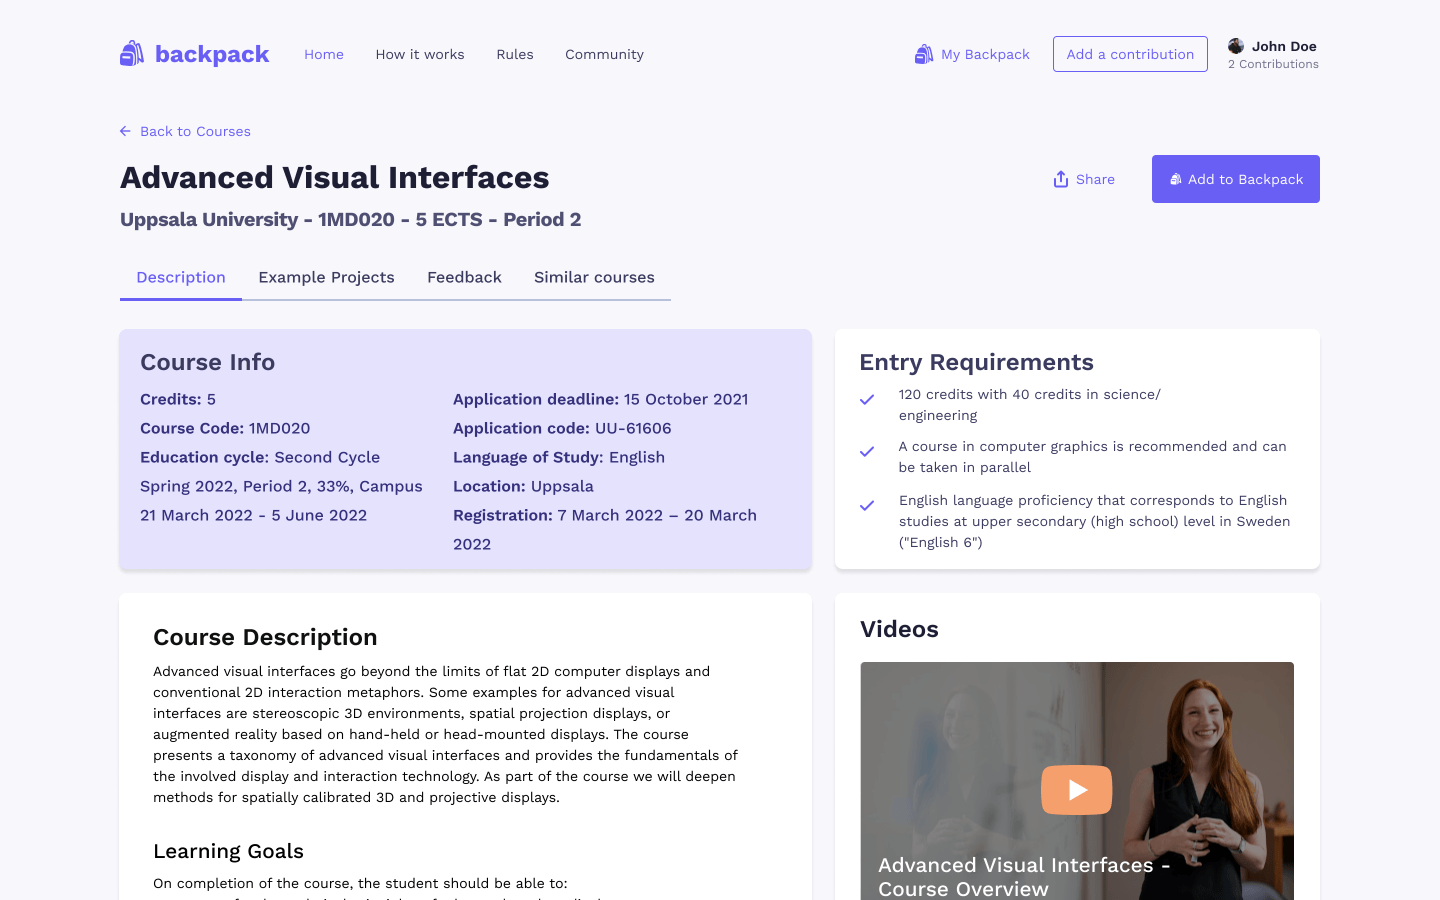 backpack
Home
How it works
Rules
Community
My Backpack
Add a contribution
John Doe
2 Contributions
Back to Courses
Advanced Visual Interfaces
Share
Add to Backpack
Uppsala University - 1MD020 - 5 ECTS - Period 2
Description
Example Projects
Feedback
Similar courses
Course Info
Credits: 5
Course Code: 1MD020
Education cycle: Second Cycle
Spring 2022, Period 2, 33%, Campus
21 March 2022 - 5 June 2022
Application deadline: 15 October 2021
Application code: UU-61606
Language of Study: English
Location: Uppsala
Registration: 7 March 2022 – 20 March
2022
Entry Requirements
120 credits with 40 credits in science/
engineering
A course in computer graphics is recommended and can
be taken in parallel
English language proficiency that corresponds to English
studies at upper secondary (high school) level in Sweden
("English 6")
Course Description
Advanced visual interfaces go beyond the limits of flat 2D computer displays and
conventional 2D interaction metaphors. Some examples for advanced visual
interfaces are stereoscopic 3D environments, spatial projection displays, or
augmented reality based on hand-held or head-mounted displays. The course
presents a taxonomy of advanced visual interfaces and provides the fundamentals of
the involved display and interaction technology. As part of the course we will deepen
methods for spatially calibrated 3D and projective displays.
Learning Goals
On completion of the course, the student should be able to:
Videos
Advanced Visual Interfaces -
Course Overview